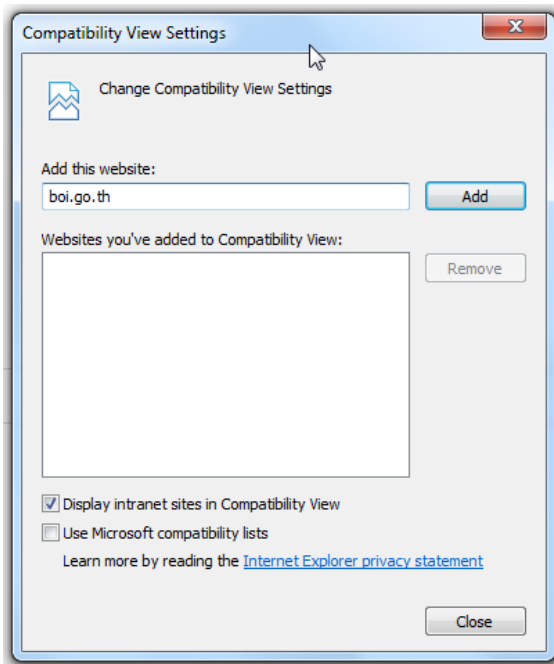 Compatibility View Settings
Change Compatibility View Settings
Add this website:
boi.go.th
Add
Websites you've added to Compatibility View:
Remove
Display intranet sites in Compatibility View
Use Microsoft compatibility lists
Learn more by reading the Internet Explorer privacy statement
Close